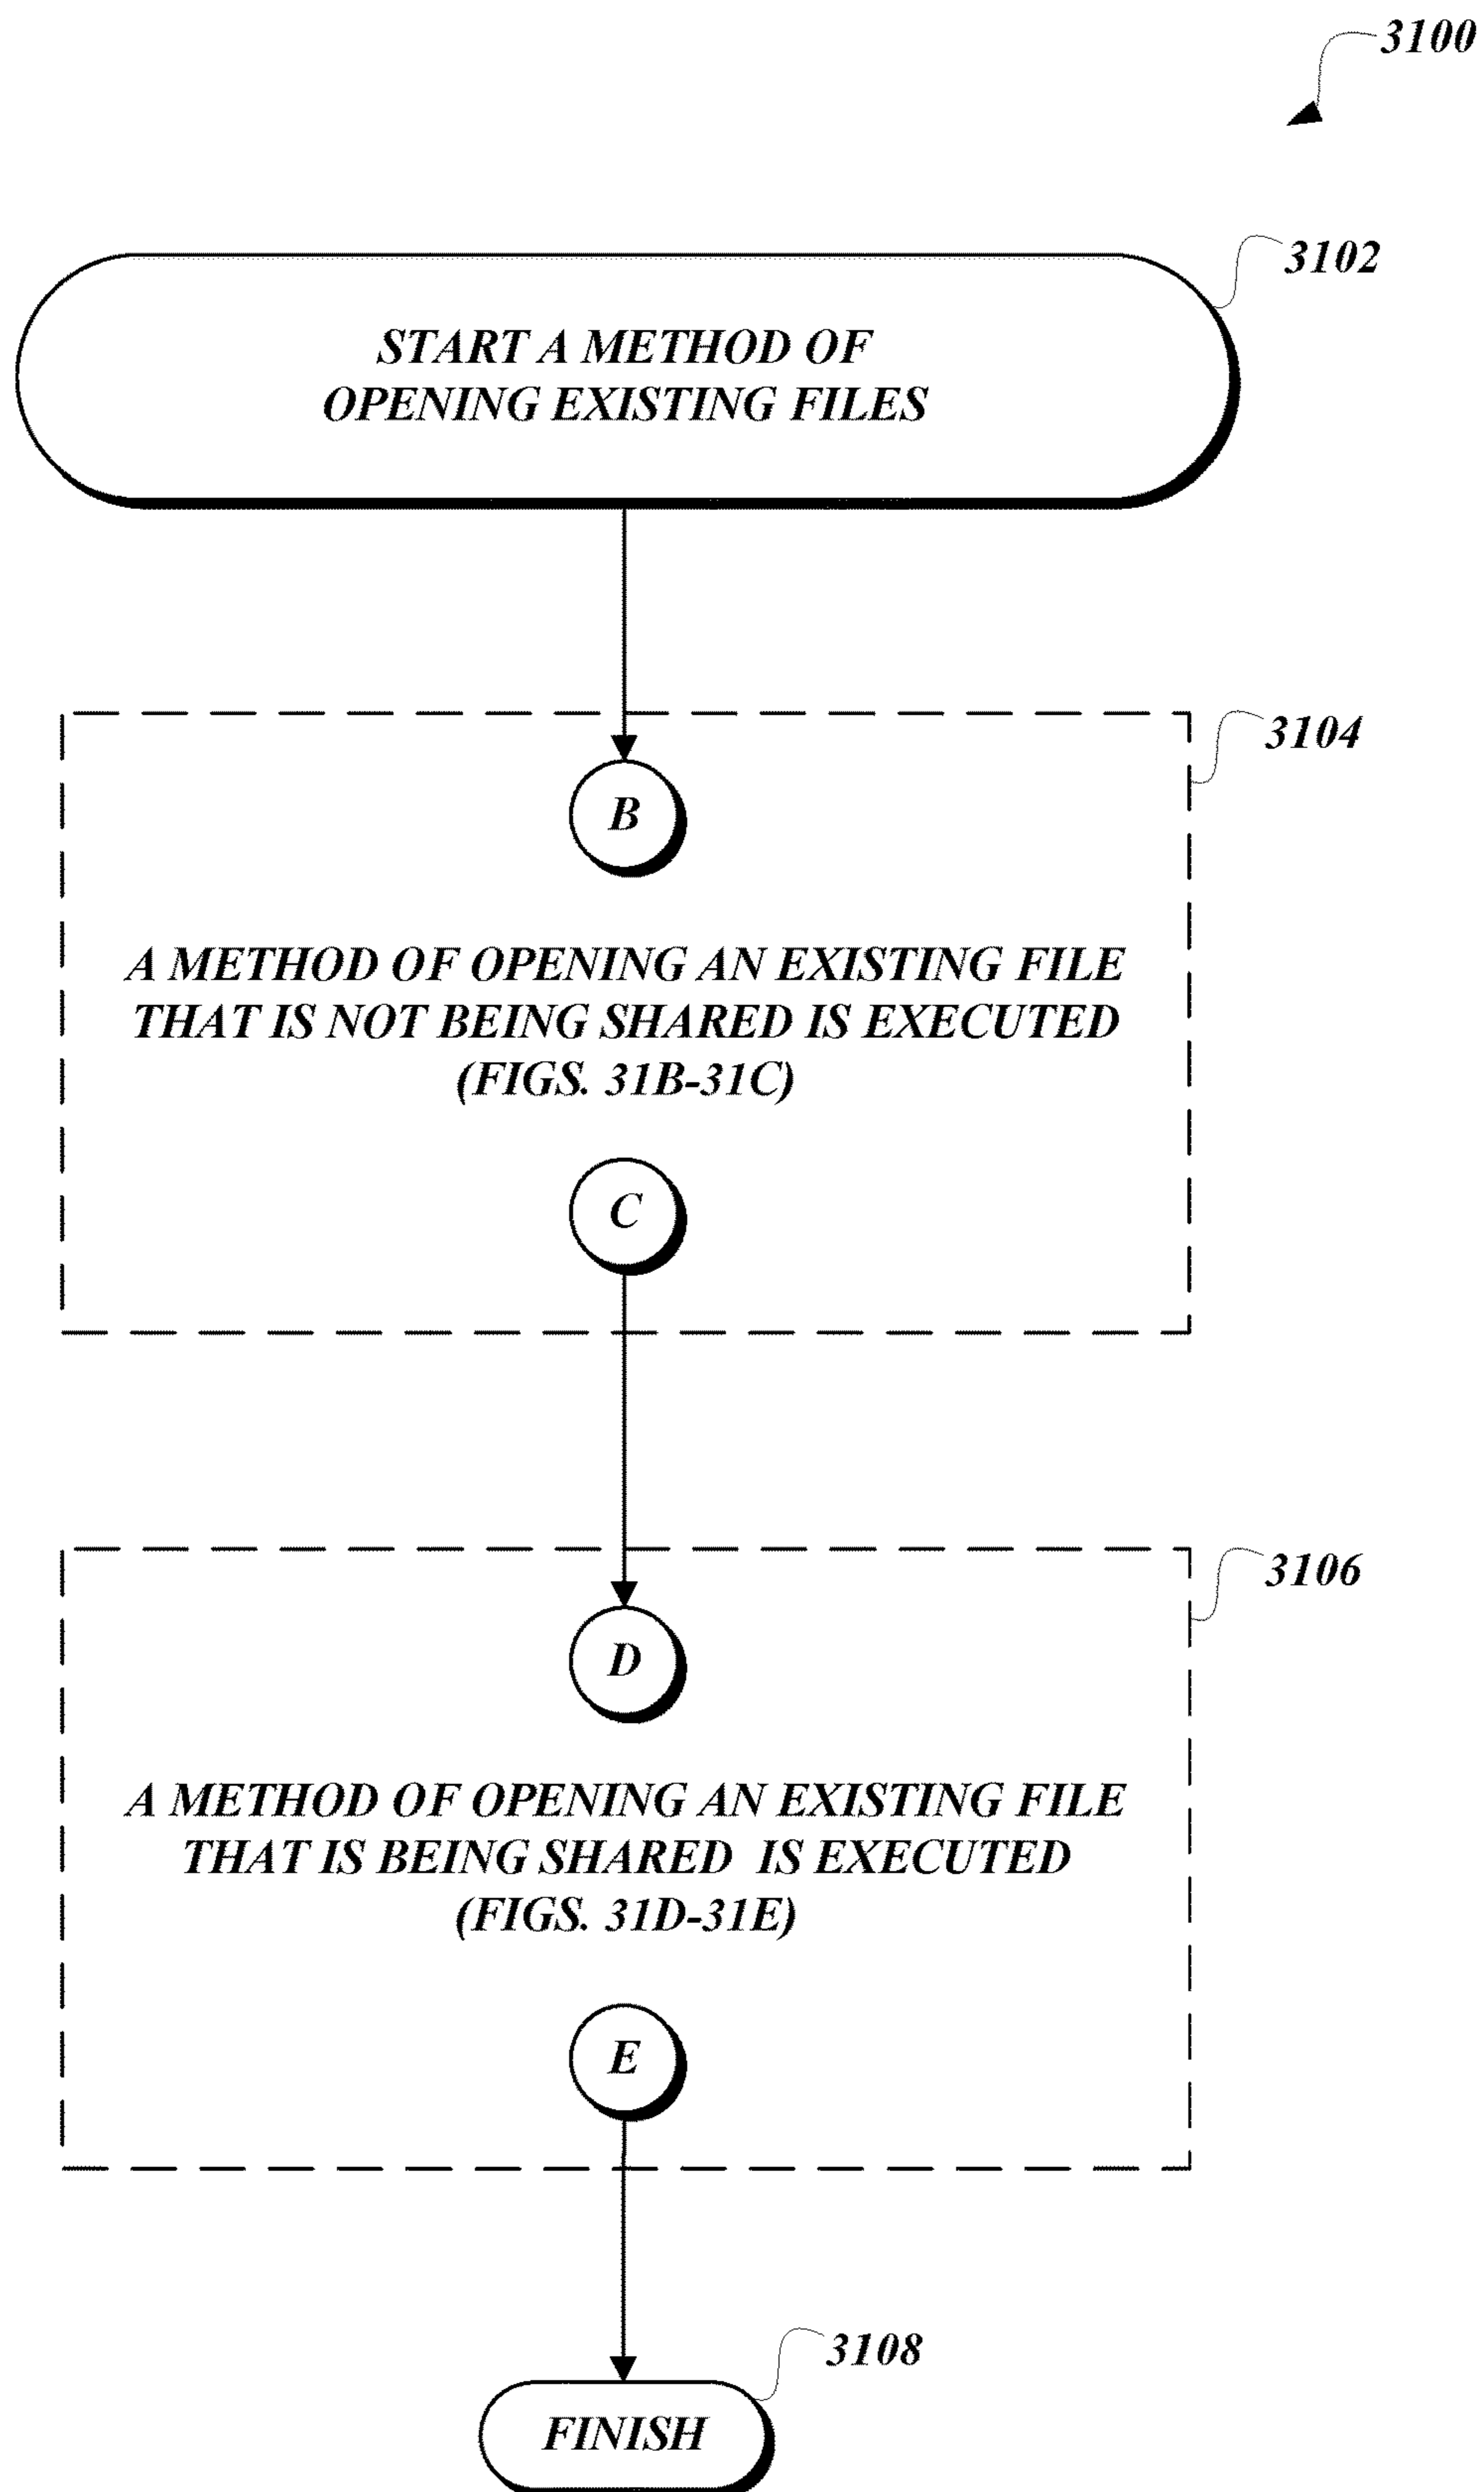 3100
3102
START A METHOD OF
OPENING EXISTING FILES
3104
B
A METHOD OF OPENING AN EXISTING FILE
THAT IS NOT BEING SHARED IS EXECUTED
(FIGS. 31B-31C)
C
3106
D
A METHOD OF OPENING AN EXISTING FILE
THAT IS BEING SHARED IS EXECUTED
(FIGS. 31D-31E)
E
3108
FINISH